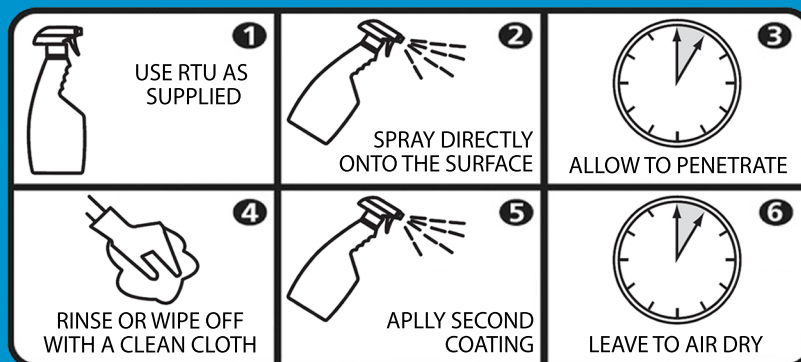 1
USE RTU AS
SUPPLIED
2
SPRAY DIRECTLY
ONTO THE SURFACE
3
ALLOW TO PENETRATE
4
RINSE OR WIPE OFF
WITH A CLEAN CLOTH
5
APLLY SECOND
COATING
6
LEAVE TO AIR DRY